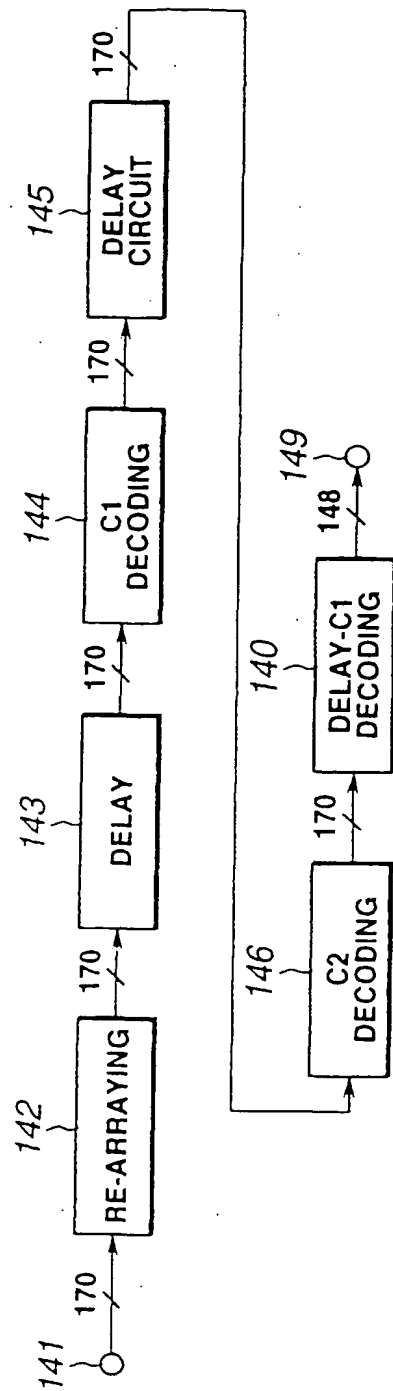 141
170
142
RE-ARRAYING
170
143
DELAY
170
144
C1
DECODING
170
145
DELAY
CIRCUIT
170
146
C2
DECODING
170
140
DELAY-C1
DECODING
148
149